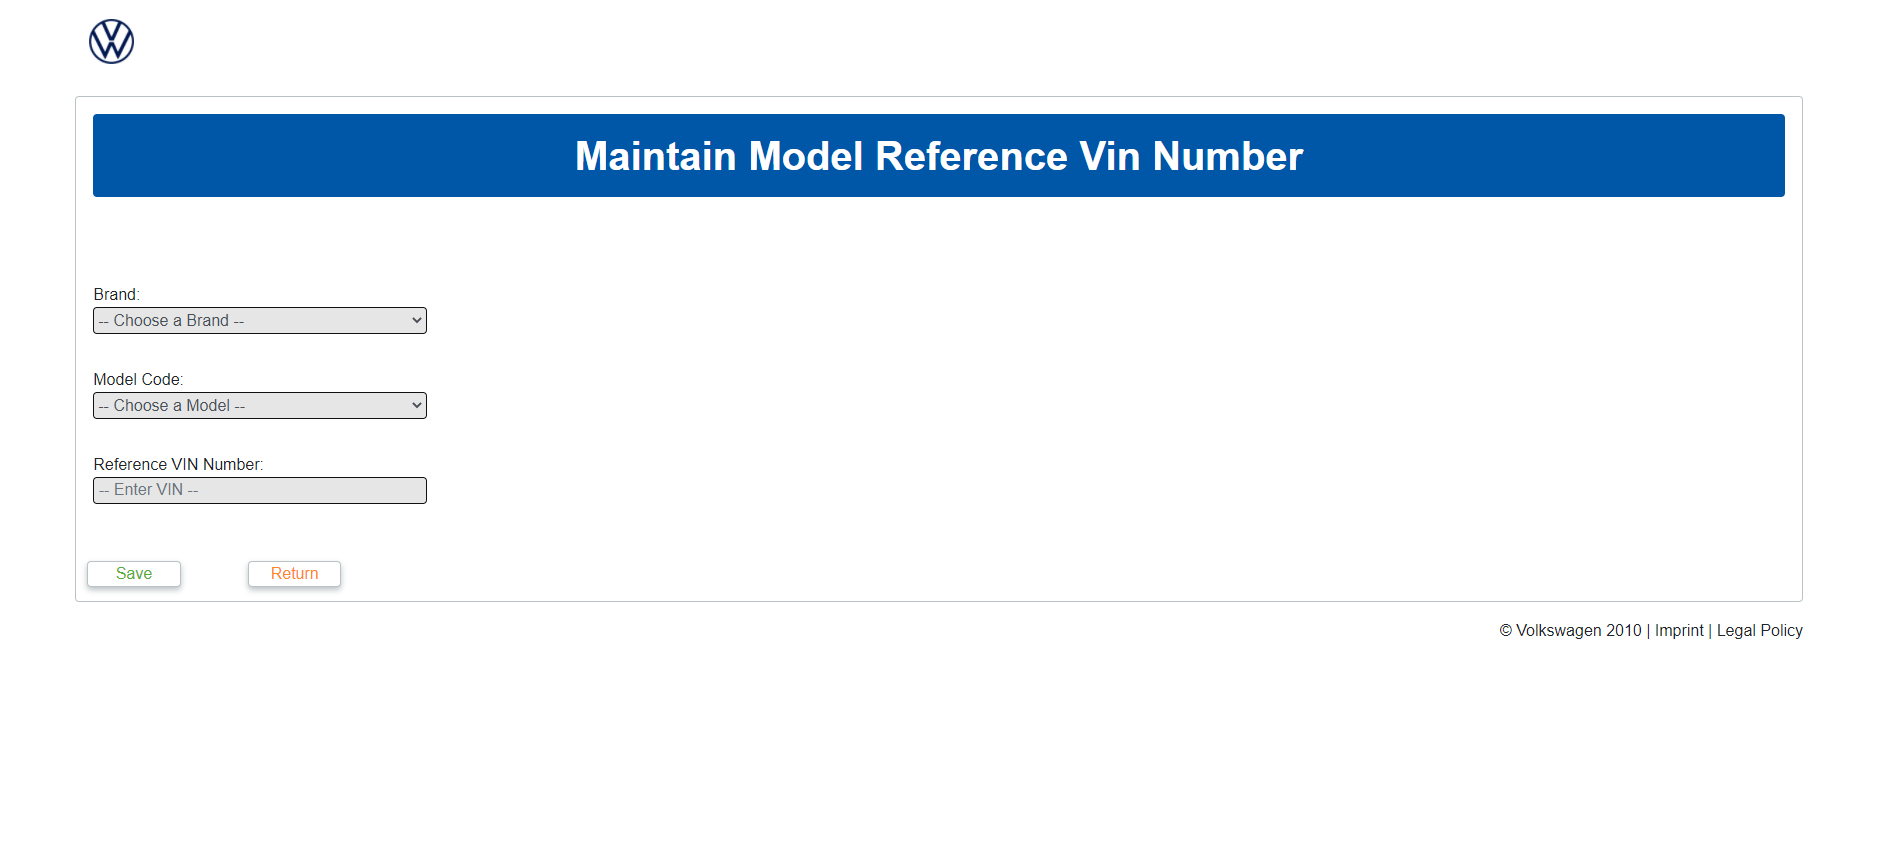 Maintain Model Reference Vin Number
Brand:
-- Choose a Brand --
Model Code:
-- Choose a Model --
Reference VIN Number:
-- Enter VIN --
Save Return
© Volkswagen 2010 | Imprint | Legal Policy